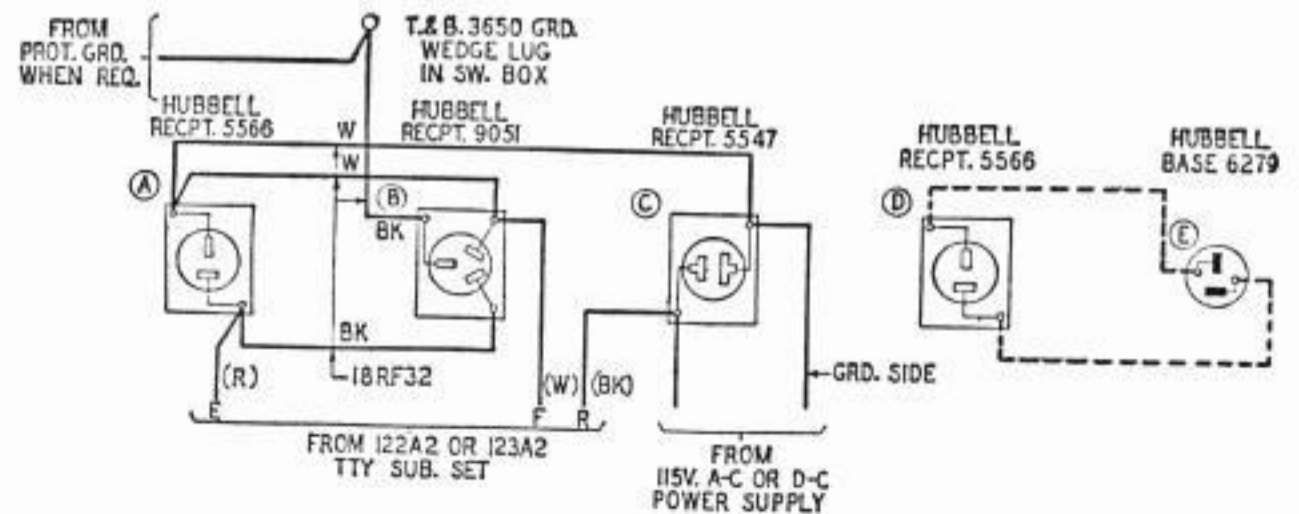 FROM
PROT. GRD.
WHEN REQ.
T.& B. 3650 GRD.
WEDGE LUG
IN SW. BOX
HUBBELL
RECPT. 5566
HUBBELL
RECPT. 9051
HUBBELL
RECPT. 5547
HUBBELL
RECPT. 5566
HUBBELL
BASE 6279
W
W
A
(B)
C
D
E
BK
BK
18RF32
(R)
(W)
(BK)
GRD. SIDE
E
F
R
FROM 122A2 OR 123A2
TTY SUB. SET
FROM
115V. A-C OR D-C
POWER SUPPLY